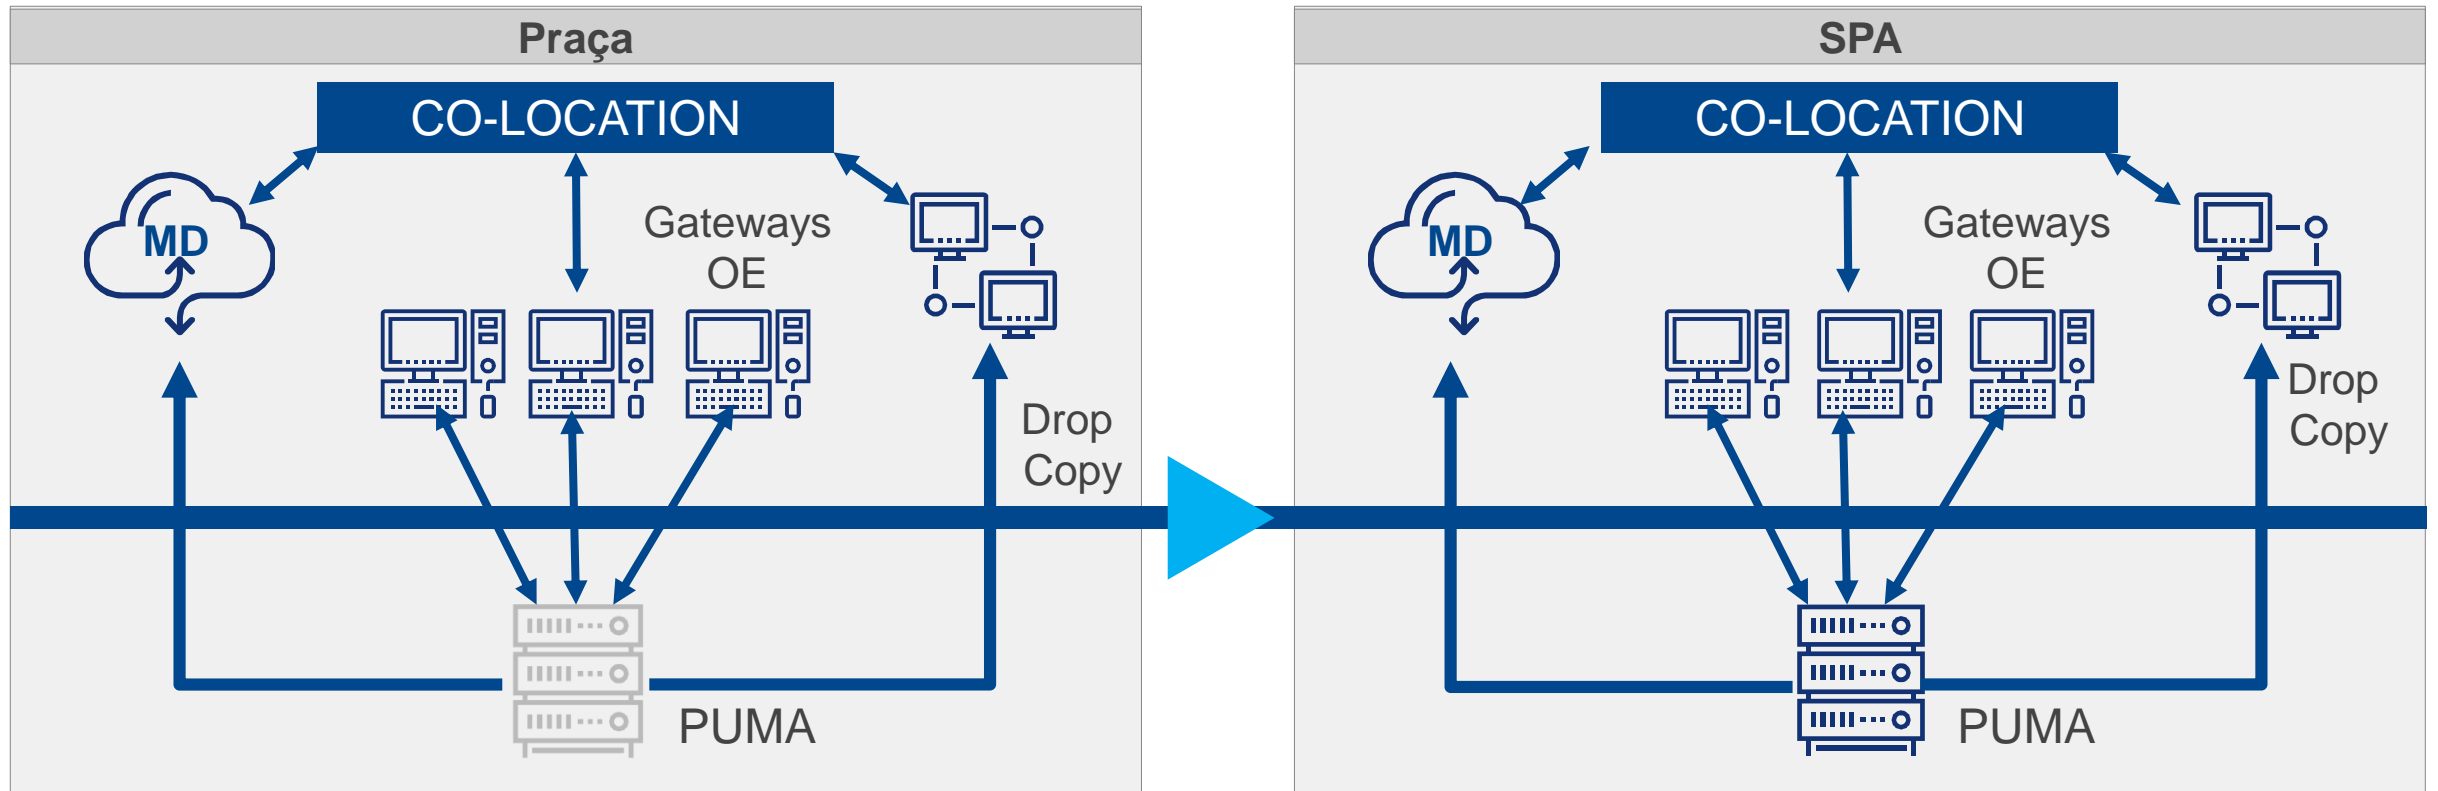 Praça
CO-LOCATION
MD
Gateways
OE
Drop
Copy
PUMA
SPA
CO-LOCATION
MD
Gateways
OE
Drop
Copy
PUMA